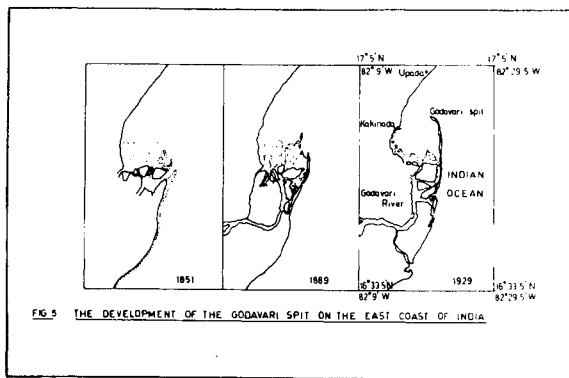 17°5'N 17°5'N
82°9'W 82°29.5'W
Upada
Godavari spit
Kakinada
INDIAN
OCEAN
Godavari
River
1851 1889 1929
16°33.5'N 16°33.5'N
82°9'W 82°29.5'W
FIG 5 THE DEVELOPMENT OF THE GODAVARI SPIT ON THE EAST COAST OF INDIA